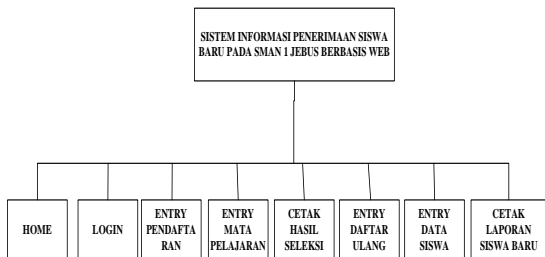 SISTEM INFORMASI PENERIMAAN SISWA
BARU PADA SMAN 1 JEBUS BERBASIS WEB
HOME
LOGIN
ENTRY
PENDAFTA
RAN
ENTRY
MATA
PELAJARAN
CETAK
HASIL
SELEKSI
ENTRY
DAFTAR
ULANG
ENTRY
DATA
SISWA
CETAK
LAPORAN
SISWA BARU